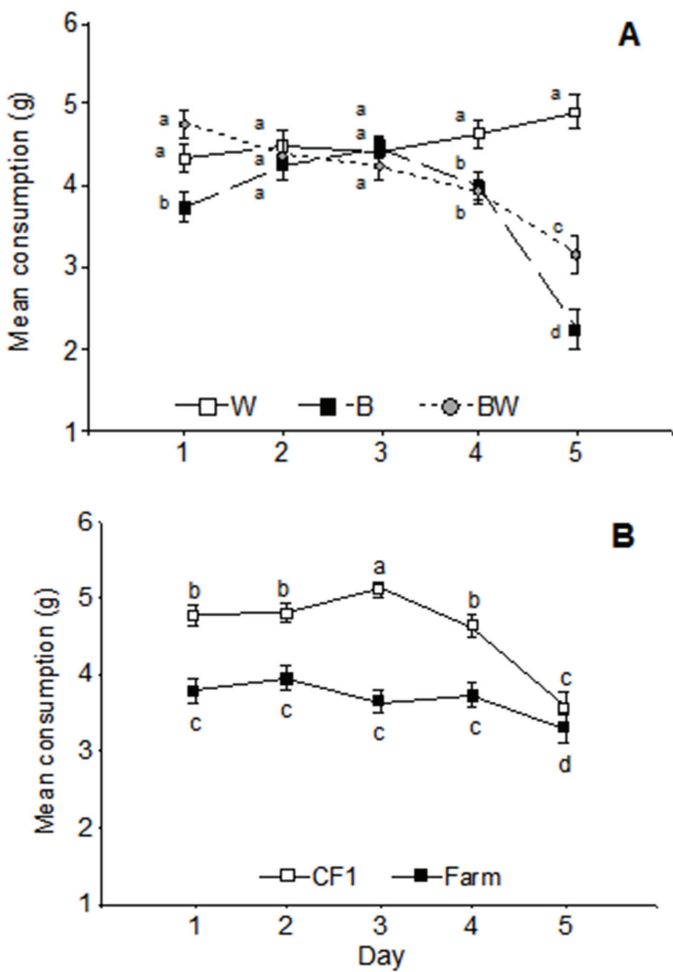 6
A
5
4
3
2
1
Mean consumption (g)
a
a
b
a
a
a
a
a
a
a
b
b
a
c
d
W B BW
1 2 3 4 5
6
B
5
4
3
2
1
Mean consumption (g)
b b a b c
c c c c d
CF1 Farm
1 2 3 4 5
Day